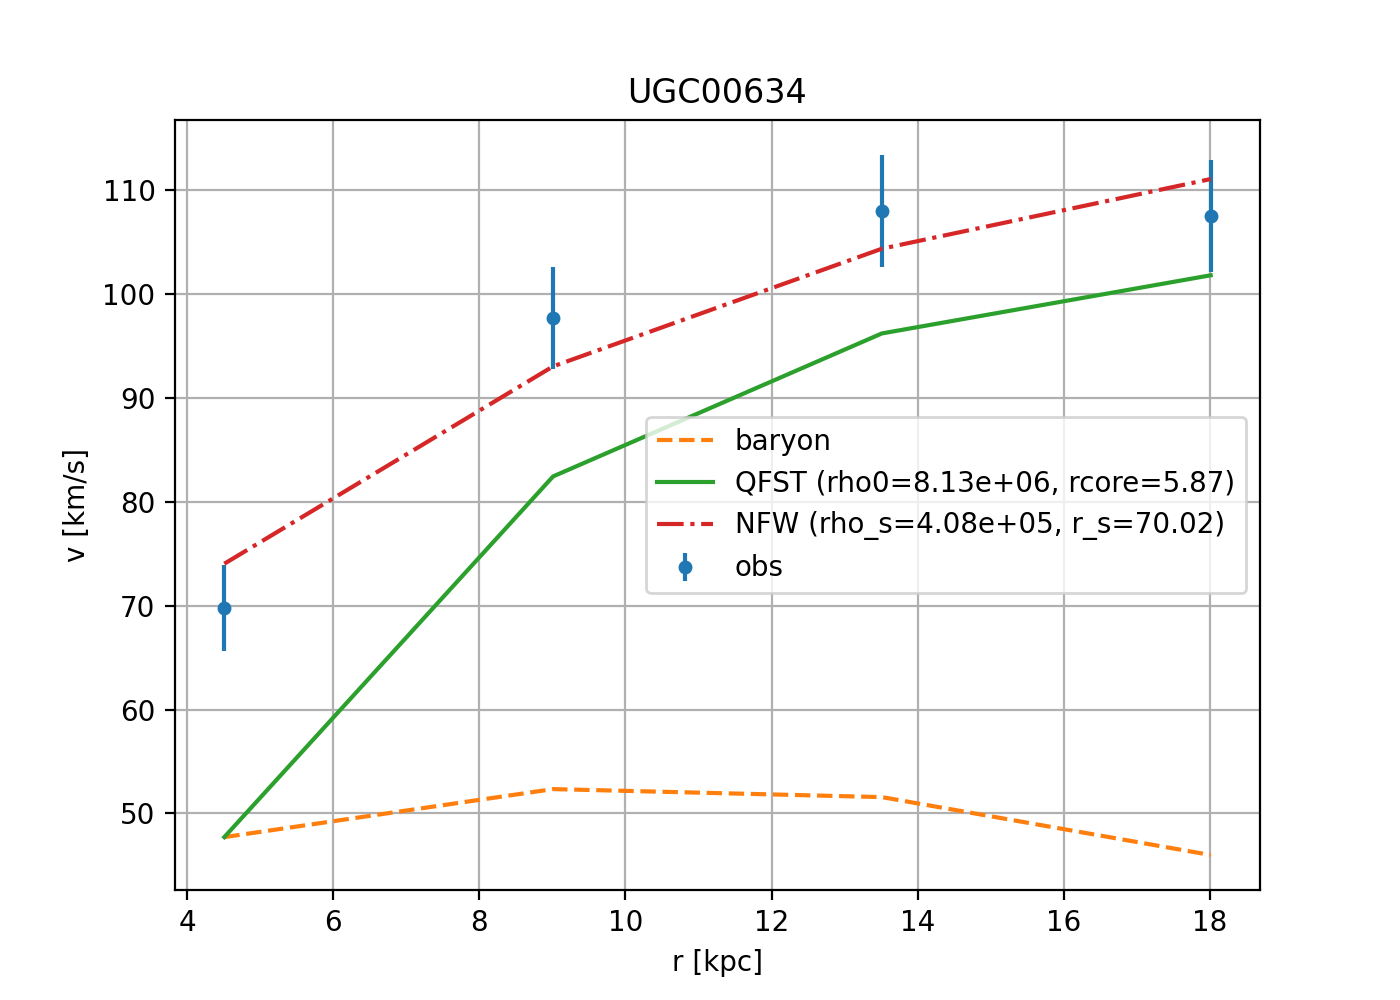 UGC00634
110
100
90
80
70
60
50
v [km/s]
baryon
QFST (rho0=8.13e+06, rcore=5.87)
NFW (rho_s=4.08e+05, r_s=70.02)
obs
4 6 8 10 12 14 16 18
r [kpc]